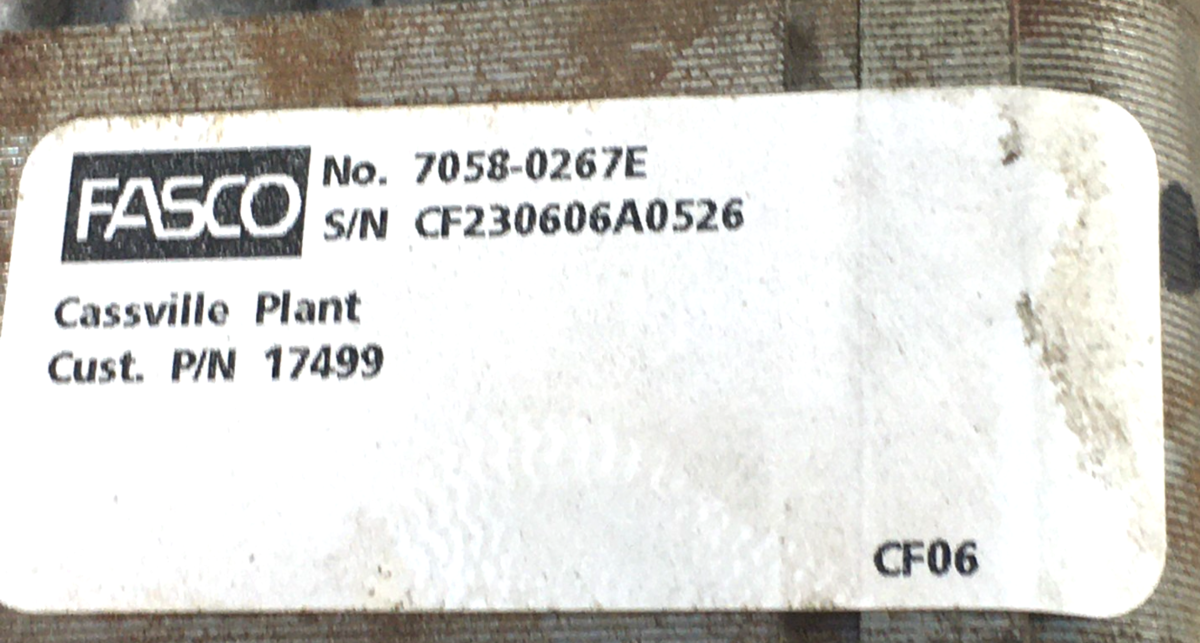 FASCO
No. 7058-0267E
S/N CF230606A0526
Cassville Plant
Cust. P/N 17499
CF06